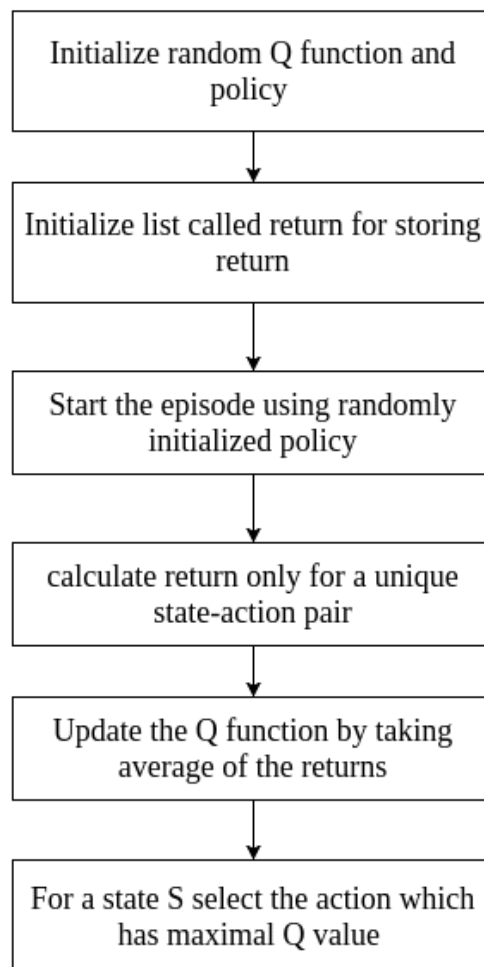 Initialize random Q function and
policy
Initialize list called return for storing
return
Start the episode using randomly
initialized policy
calculate return only for a unique
state-action pair
Update the Q function by taking
average of the returns
For a state S select the action which
has maximal Q value